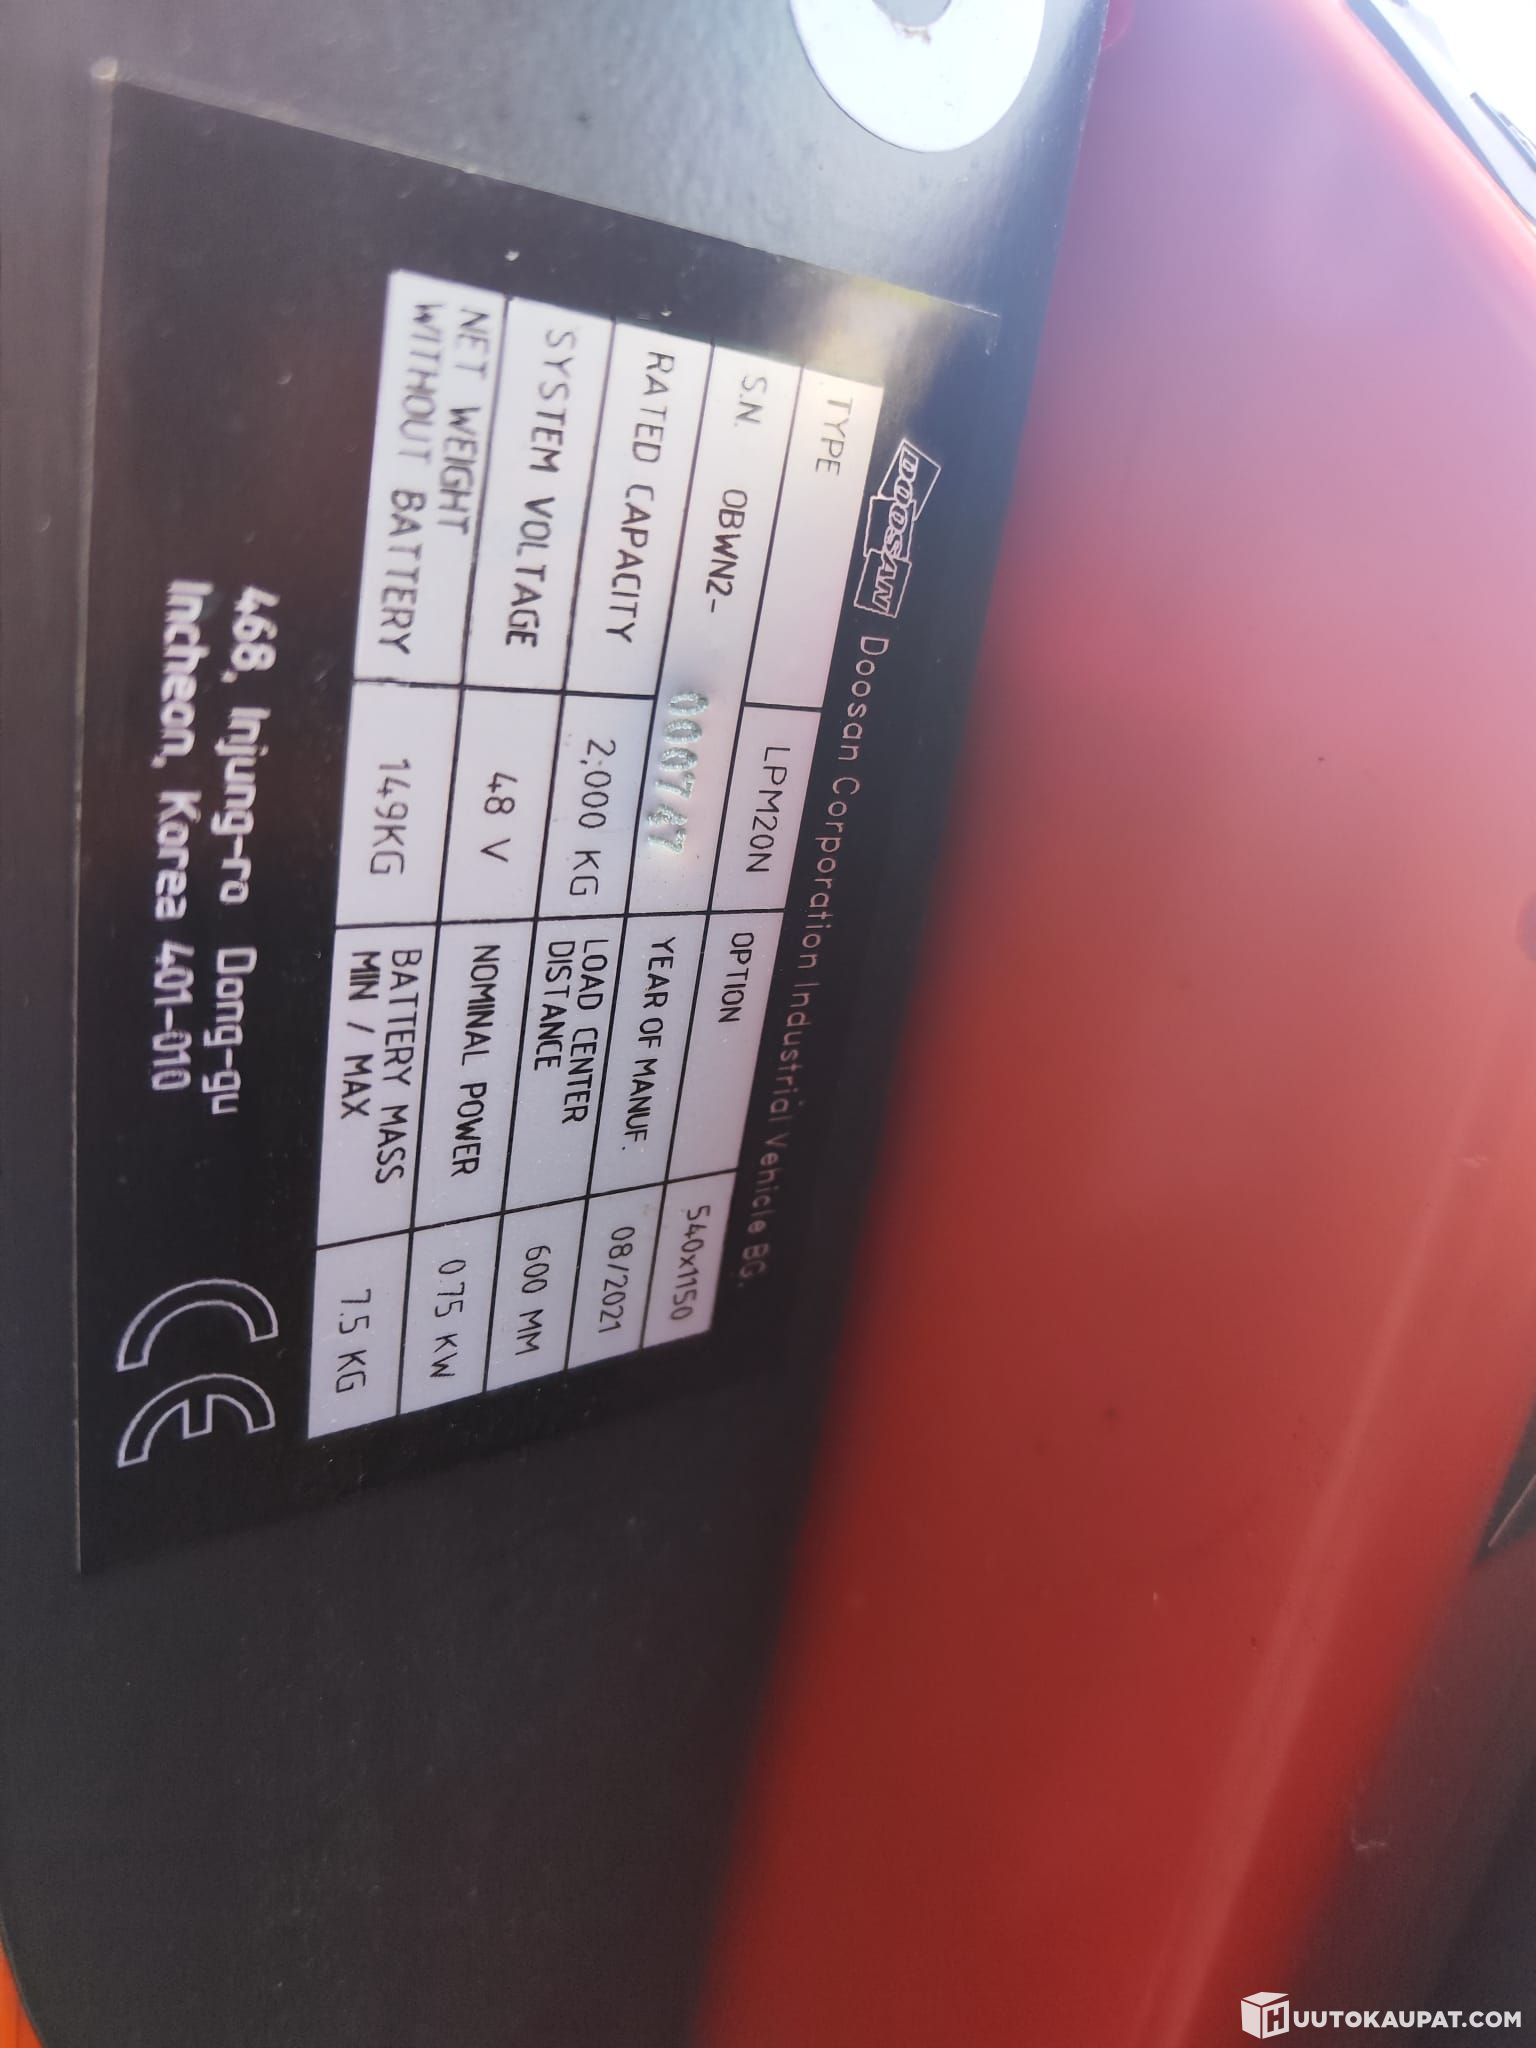 DOOSAN Doosan Corporation Industrial Vehicle BG.
TYPE LPM20N OPTION 540x1150
S.N. OBWN2- 000747 YEAR OF MANUF. 08/2021
RATED CAPACITY 2,000 KG LOAD CENTER DISTANCE 600 MM
SYSTEM VOLTAGE 48 V NOMINAL POWER 0.75 KW
NET WEIGHT WITHOUT BATTERY 149KG BATTERY MASS MIN / MAX 7.5 KG
468, Injung-ro Dong-gu
Incheon, Korea 401-010
CE
HUUTOKAUPAT.COM